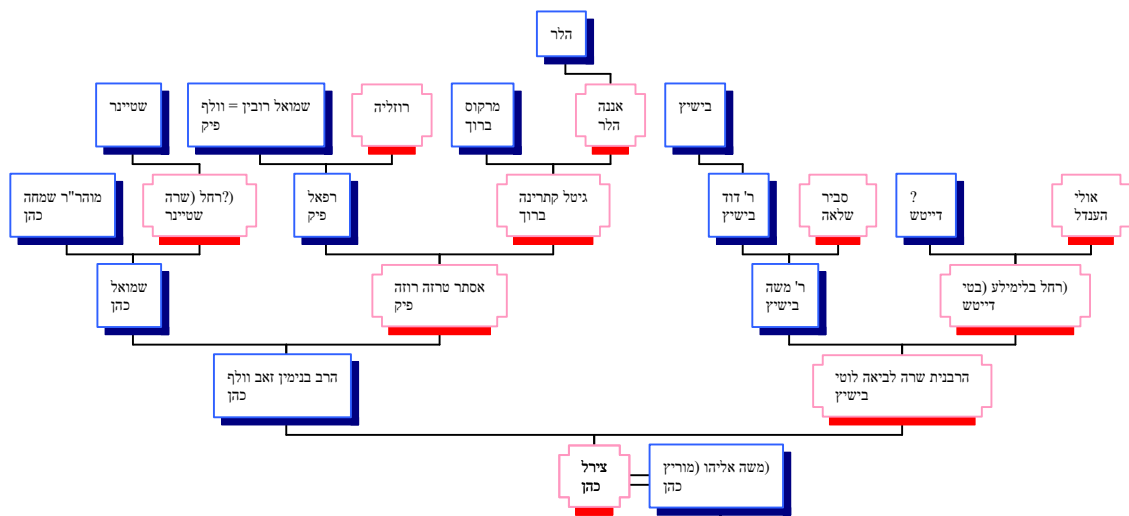 הלר
שטיינר
שמואל רובין = וולף
פיק
רוזליה
מרקוס
ברוך
אננה
הלר
בישיץ
מוהר"ר שמחה
כהן
(?רחל (שרה
שטיינר
רפאל
פיק
גיטל קתרינה
ברוך
ר' דוד
בישיץ
סביר
שלאה
?
דייטש
אולי
הענדל
שמואל
כהן
אסתר טרזה רוזה
פיק
ר' משה
בישיץ
(רחל בלימילע (בטי
דייטש
הרב בנימין זאב וולף
כהן
הרבנית שרה לביאה לוטי
בישיץ
צירל
כהן
(משה אליהו (מוריץ
כהן